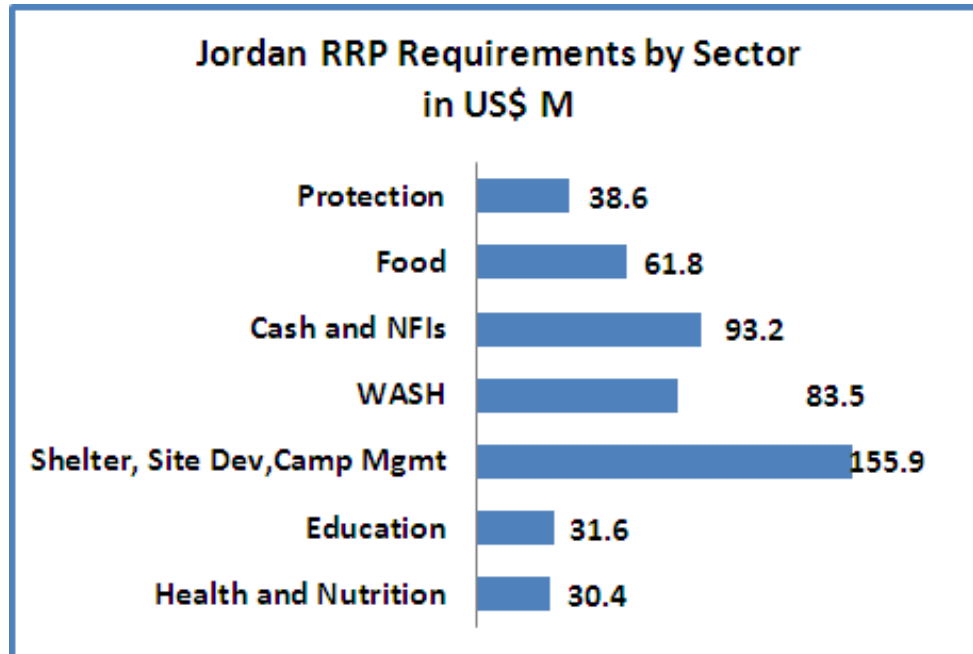 Jordan RRP Requirements by Sector
in US$ M
Protection 38.6
Food 61.8
Cash and NFIs 93.2
WASH 83.5
Shelter, Site Dev,Camp Mgmt 155.9
Education 31.6
Health and Nutrition 30.4